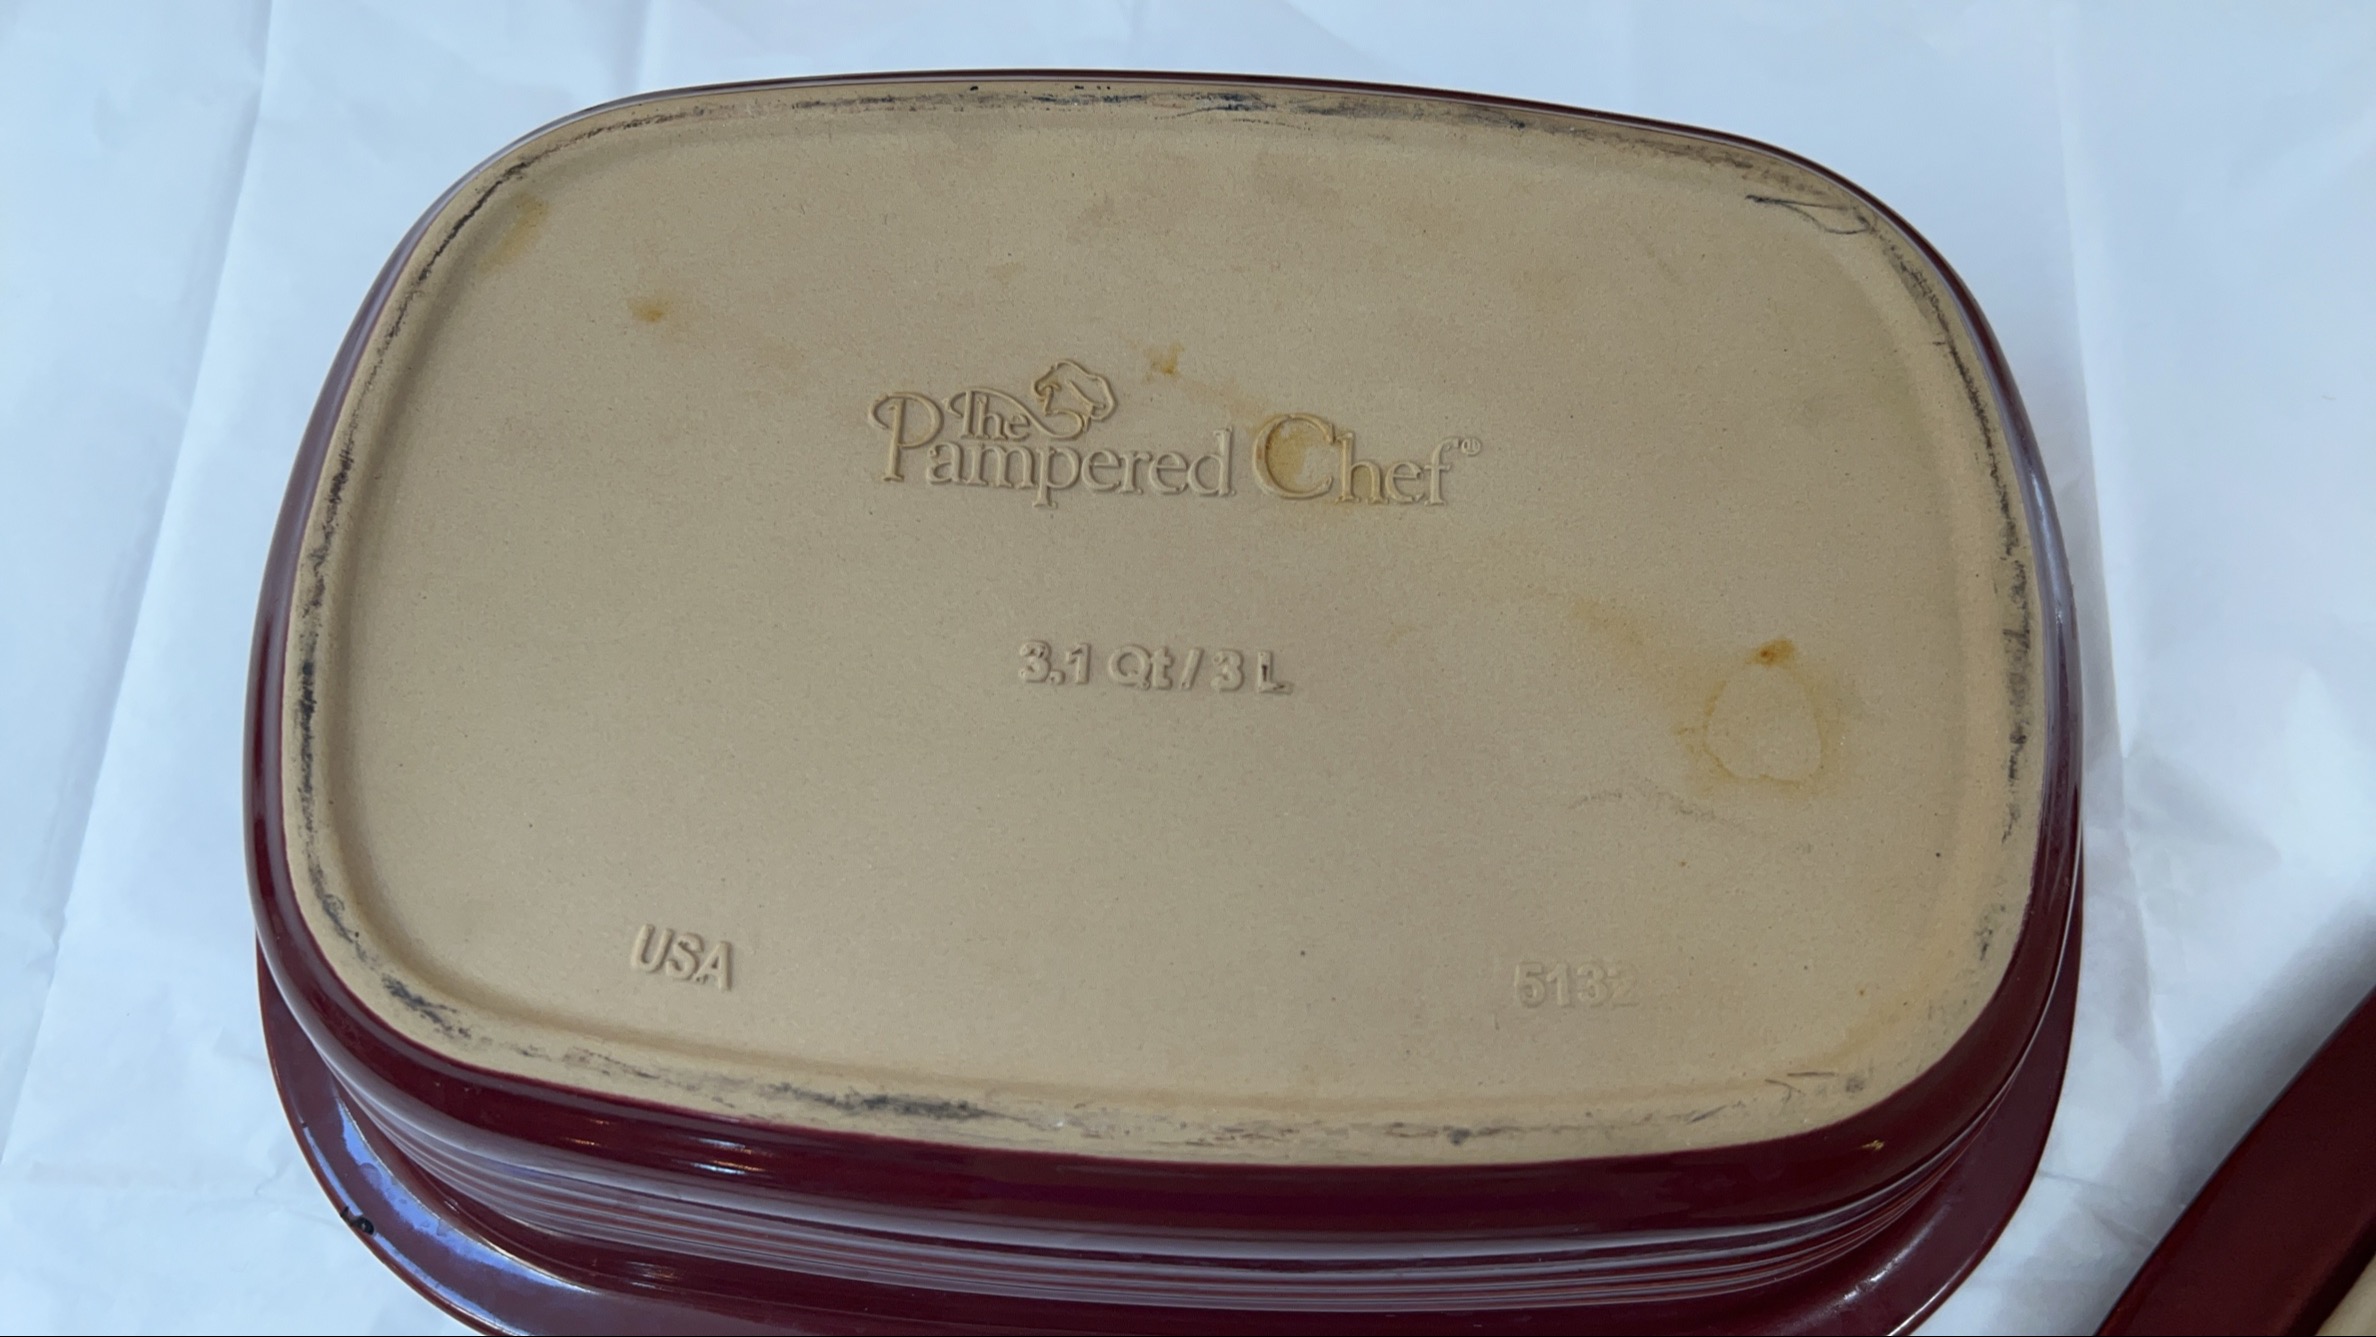 The
Pampered Chef®
3.1 Qt / 3 L
USA
5132